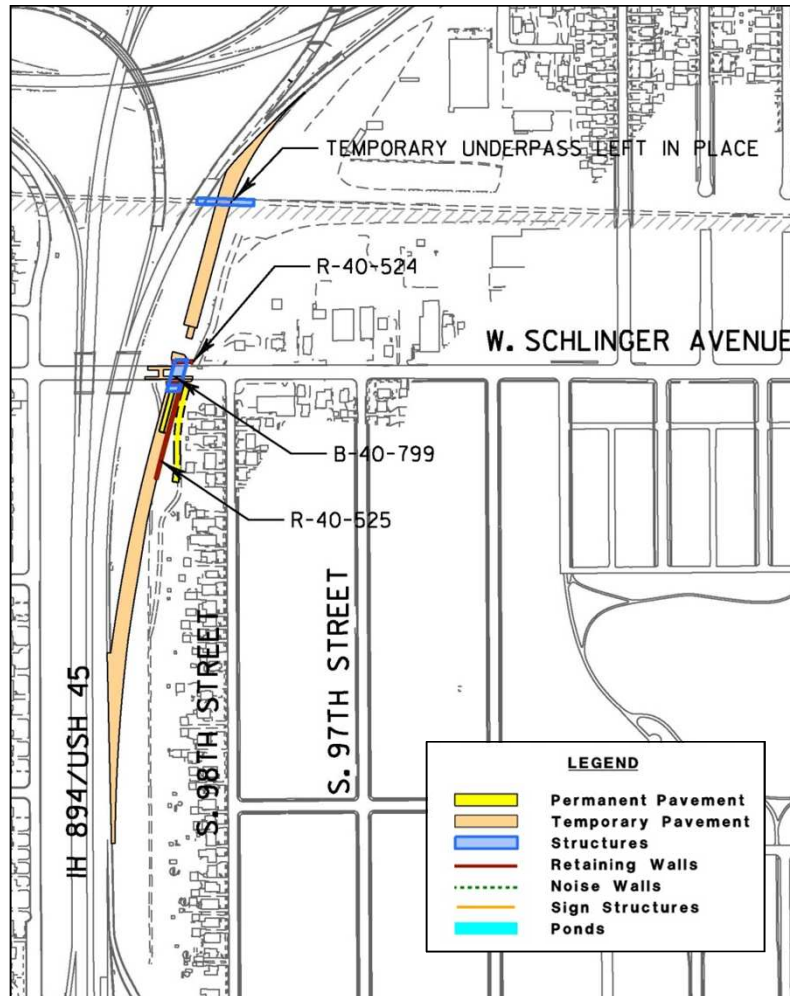 TEMPORARY UNDERPASS LEFT IN PLACE
R-40-524
W. SCHLINGER AVENUE
B-40-799
R-40-525
S. 98TH STREET
S. 97TH STREET
IH 894/USH 45
LEGEND
Permanent Pavement
Temporary Pavement
Structures
Retaining Walls
Noise Walls
Sign Structures
Ponds